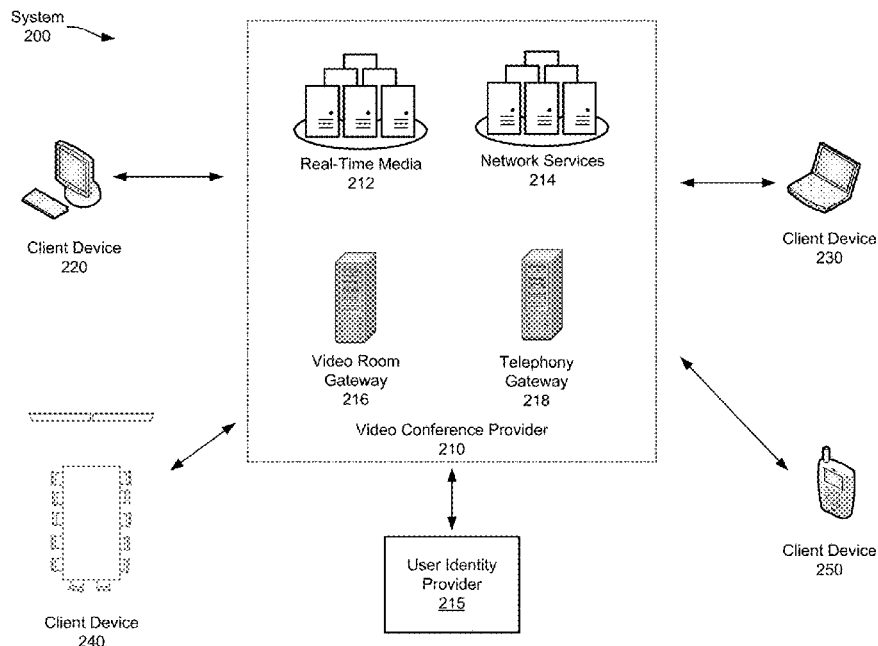 System
200
Real-Time Media
212
Network Services
214
Client Device
220
Client Device
230
Video Room
Gateway
216
Telephony
Gateway
218
Video Conference Provider
210
User Identity
Provider
215
Client Device
240
Client Device
250